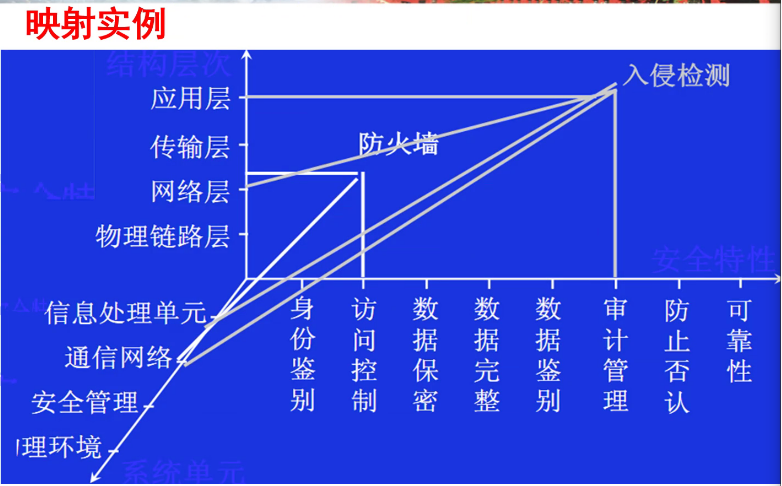 映射实例
结构层次
应用层
传输层
网络层
物理链路层
入侵检测
防火墙
安全特性
信息处理单元
通信网络
安全管理
理环境
系统单元
身份鉴别
访问控制
数据保密
数据完整
数据鉴别
审计管理
防止否认
可靠性